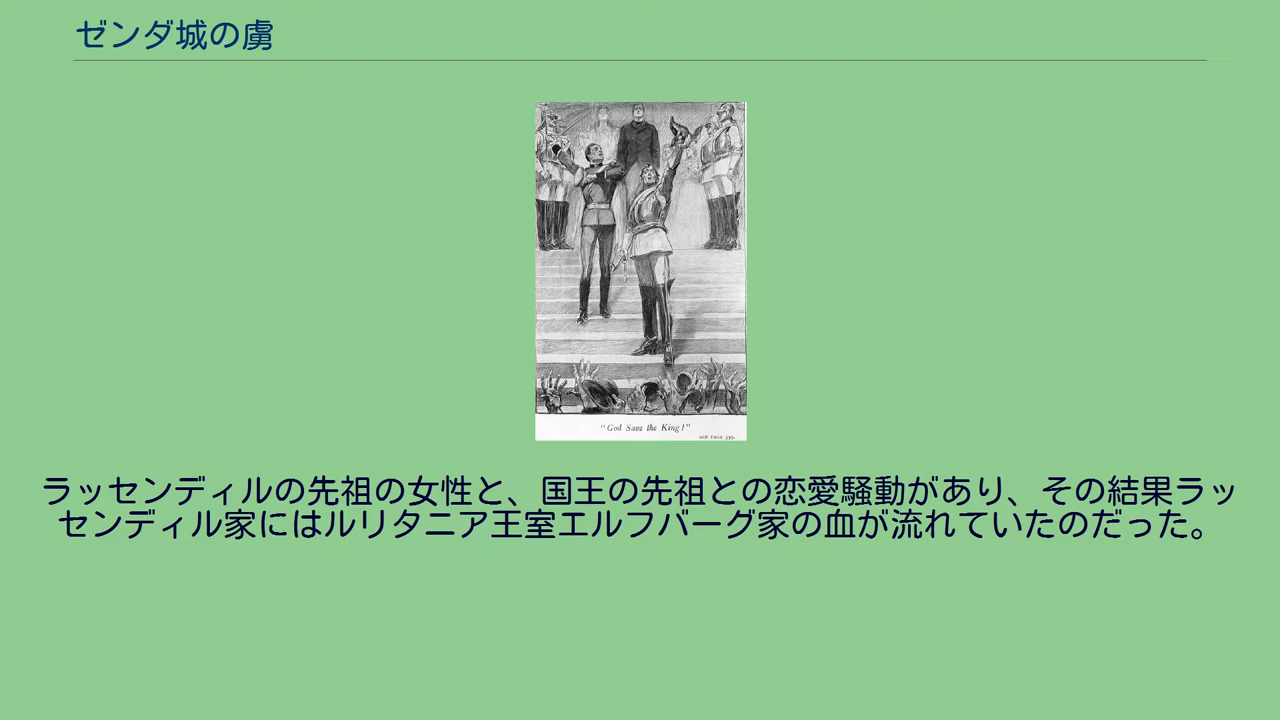 ゼンダ城の虜
"God Save the King!"
ラッセンディルの先祖の女性と、国王の先祖との恋愛騒動があり、その結果ラッ
センディル家にはルリタニア王室エルフバーグ家の血が流れていたのだった。